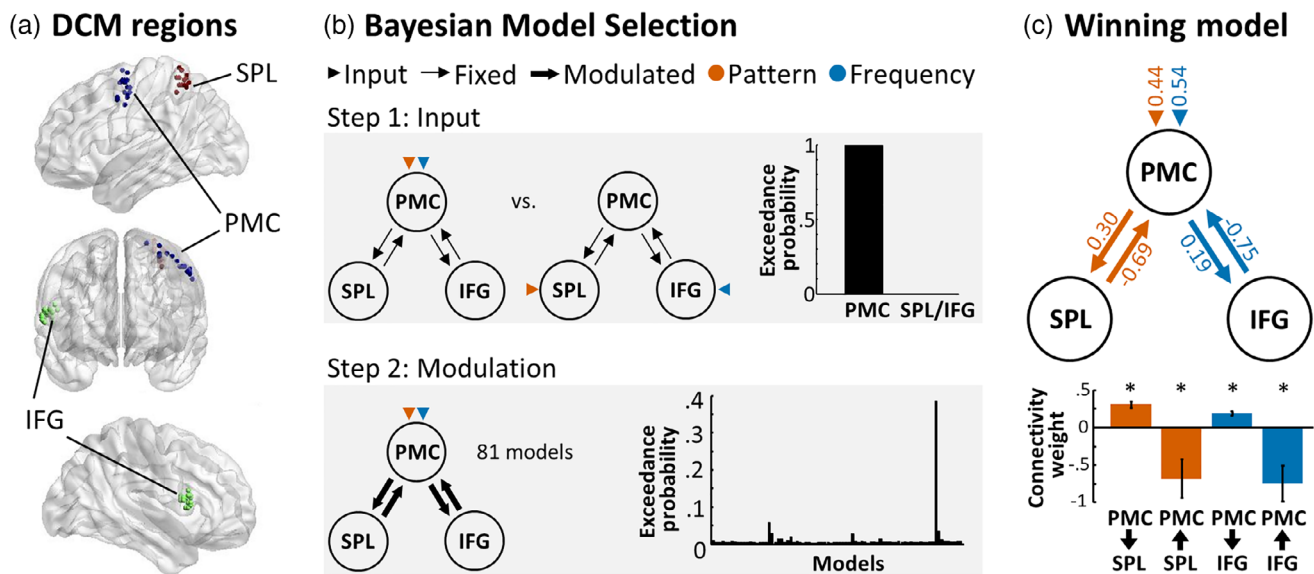 (a) DCM regions
SPL
PMC
IFG
(b) Bayesian Model Selection
Input Fixed Modulated Pattern Frequency
Step 1: Input
PMC
SPL IFG
vs.
PMC
SPL IFG
Exceedance
probability
1
.5
0
PMC SPL/IFG
Step 2: Modulation
PMC
SPL IFG
81 models
Exceedance
probability
.4
.3
.2
.1
0
Models
(c) Winning model
0.44 0.54
PMC
0.30 -0.69 0.19 -0.75
SPL IFG
Connectivity
weight
0.5
0
-.5
-1
* * * *
PMC PMC PMC PMC
SPL SPL IFG IFG